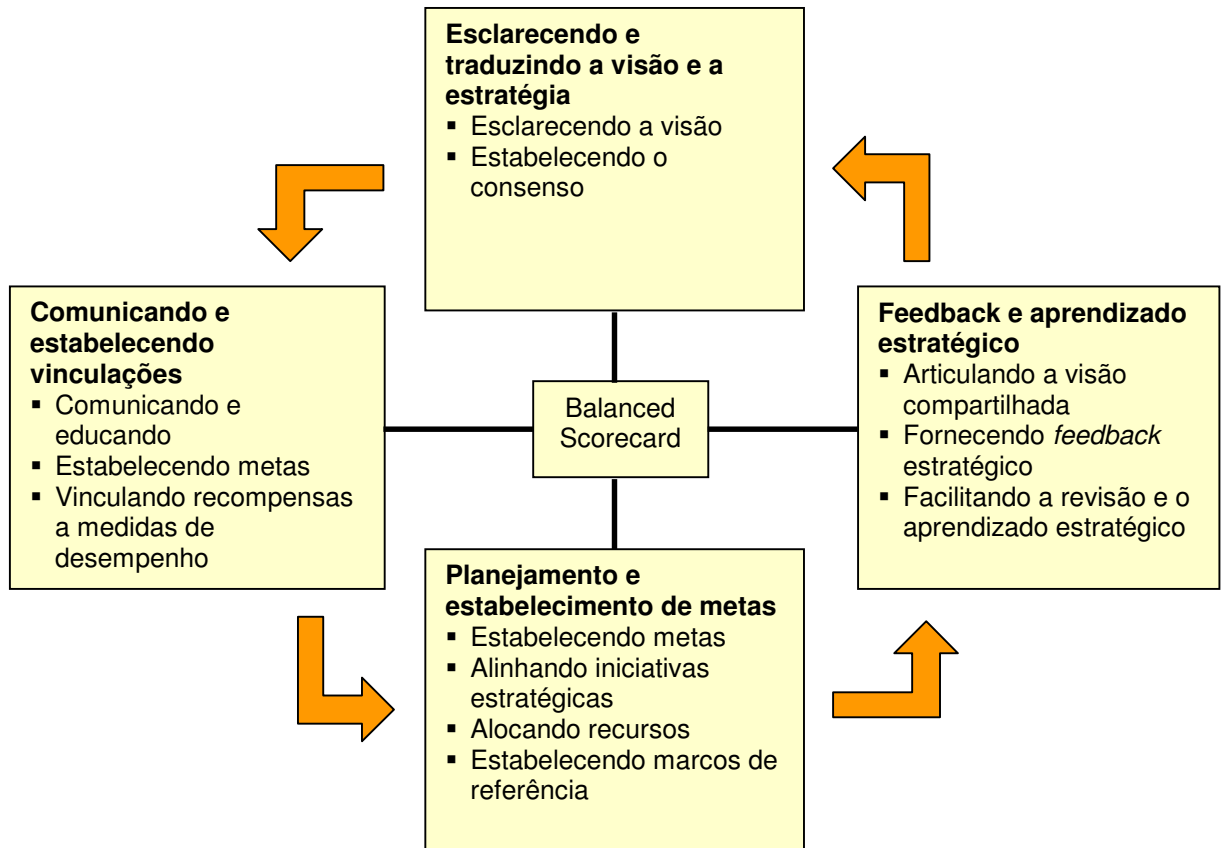 Esclarecendo e
traduzindo a visão e a
estratégia
▪ Esclarecendo a visão
▪ Estabelecendo o
consenso
Comunicando e
estabelecendo
vinculações
▪ Comunicando e
educando
▪ Estabelecendo metas
▪ Vinculando recompensas
a medidas de
desempenho
Balanced
Scorecard
Feedback e aprendizado
estratégico
▪ Articulando a visão
compartilhada
▪ Fornecendo feedback
estratégico
▪ Facilitando a revisão e o
aprendizado estratégico
Planejamento e
estabelecimento de metas
▪ Estabelecendo metas
▪ Alinhando iniciativas
estratégicas
▪ Alocando recursos
▪ Estabelecendo marcos de
referência